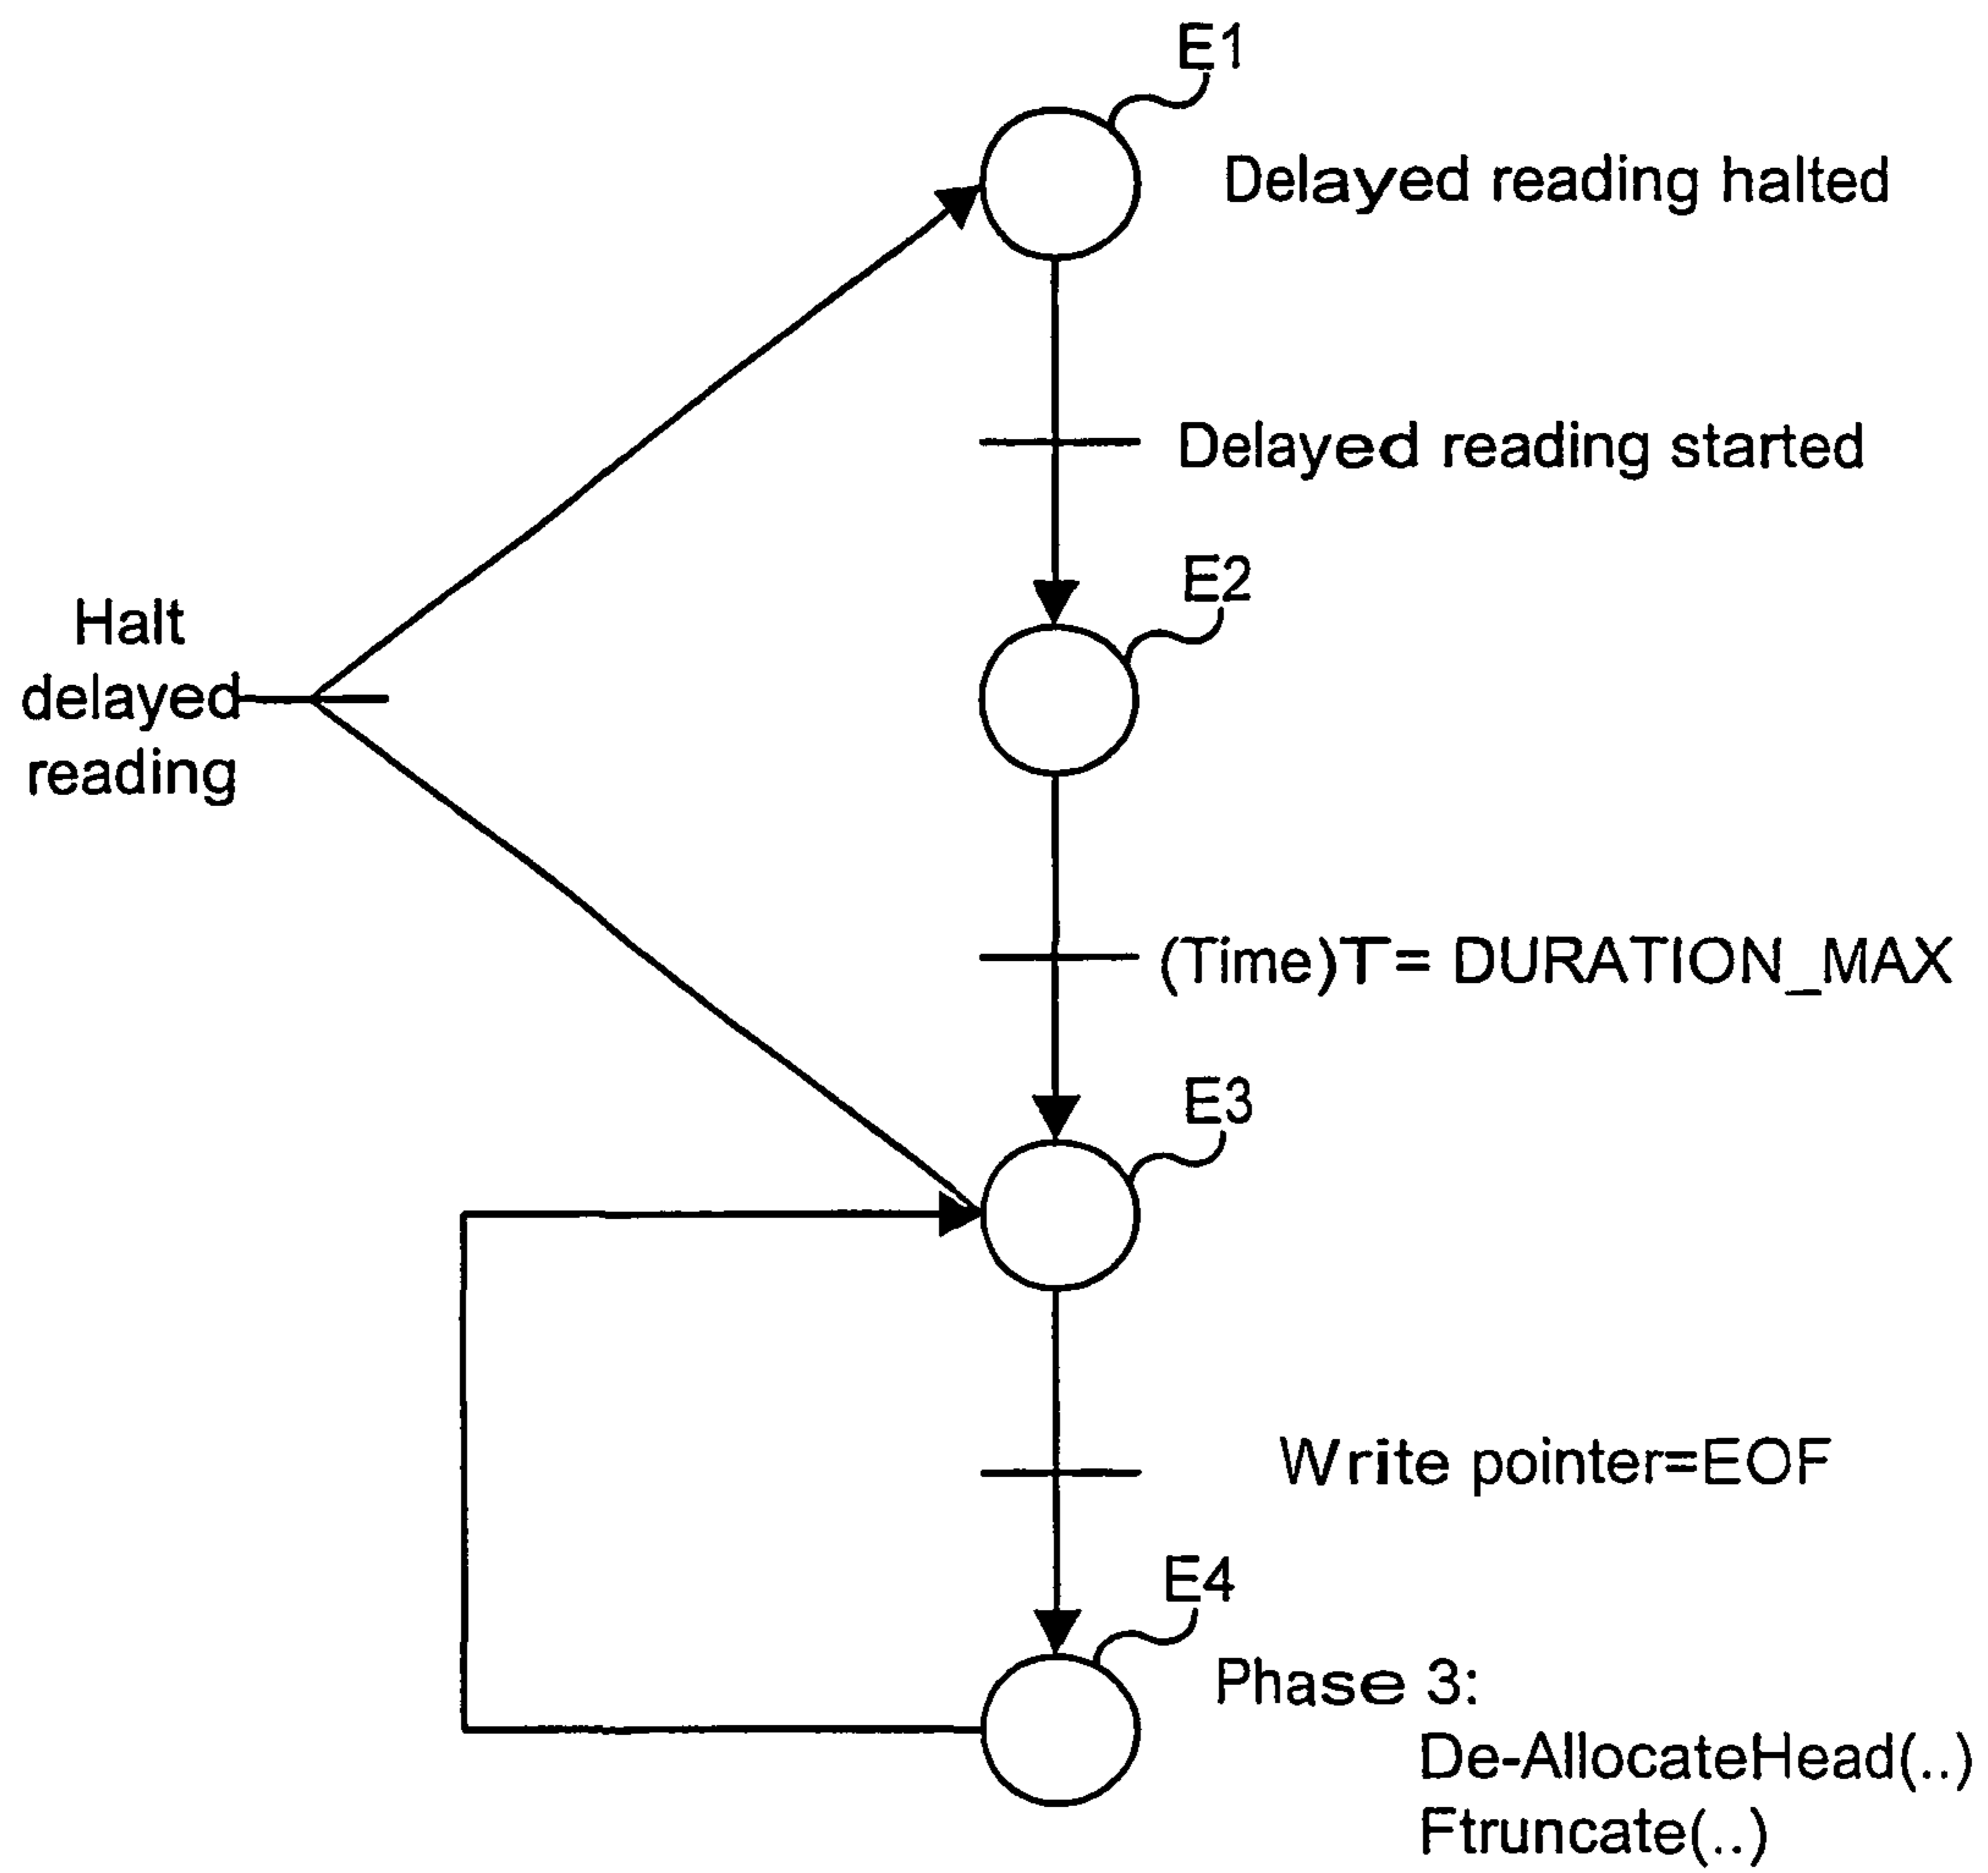 E1
Delayed reading halted
Delayed reading started
E2
Halt
delayed
reading
(Time)T= DURATION_MAX
E3
Write pointer=EOF
E4
Phase 3:
De-AllocateHead(..)
Ftruncate(..)